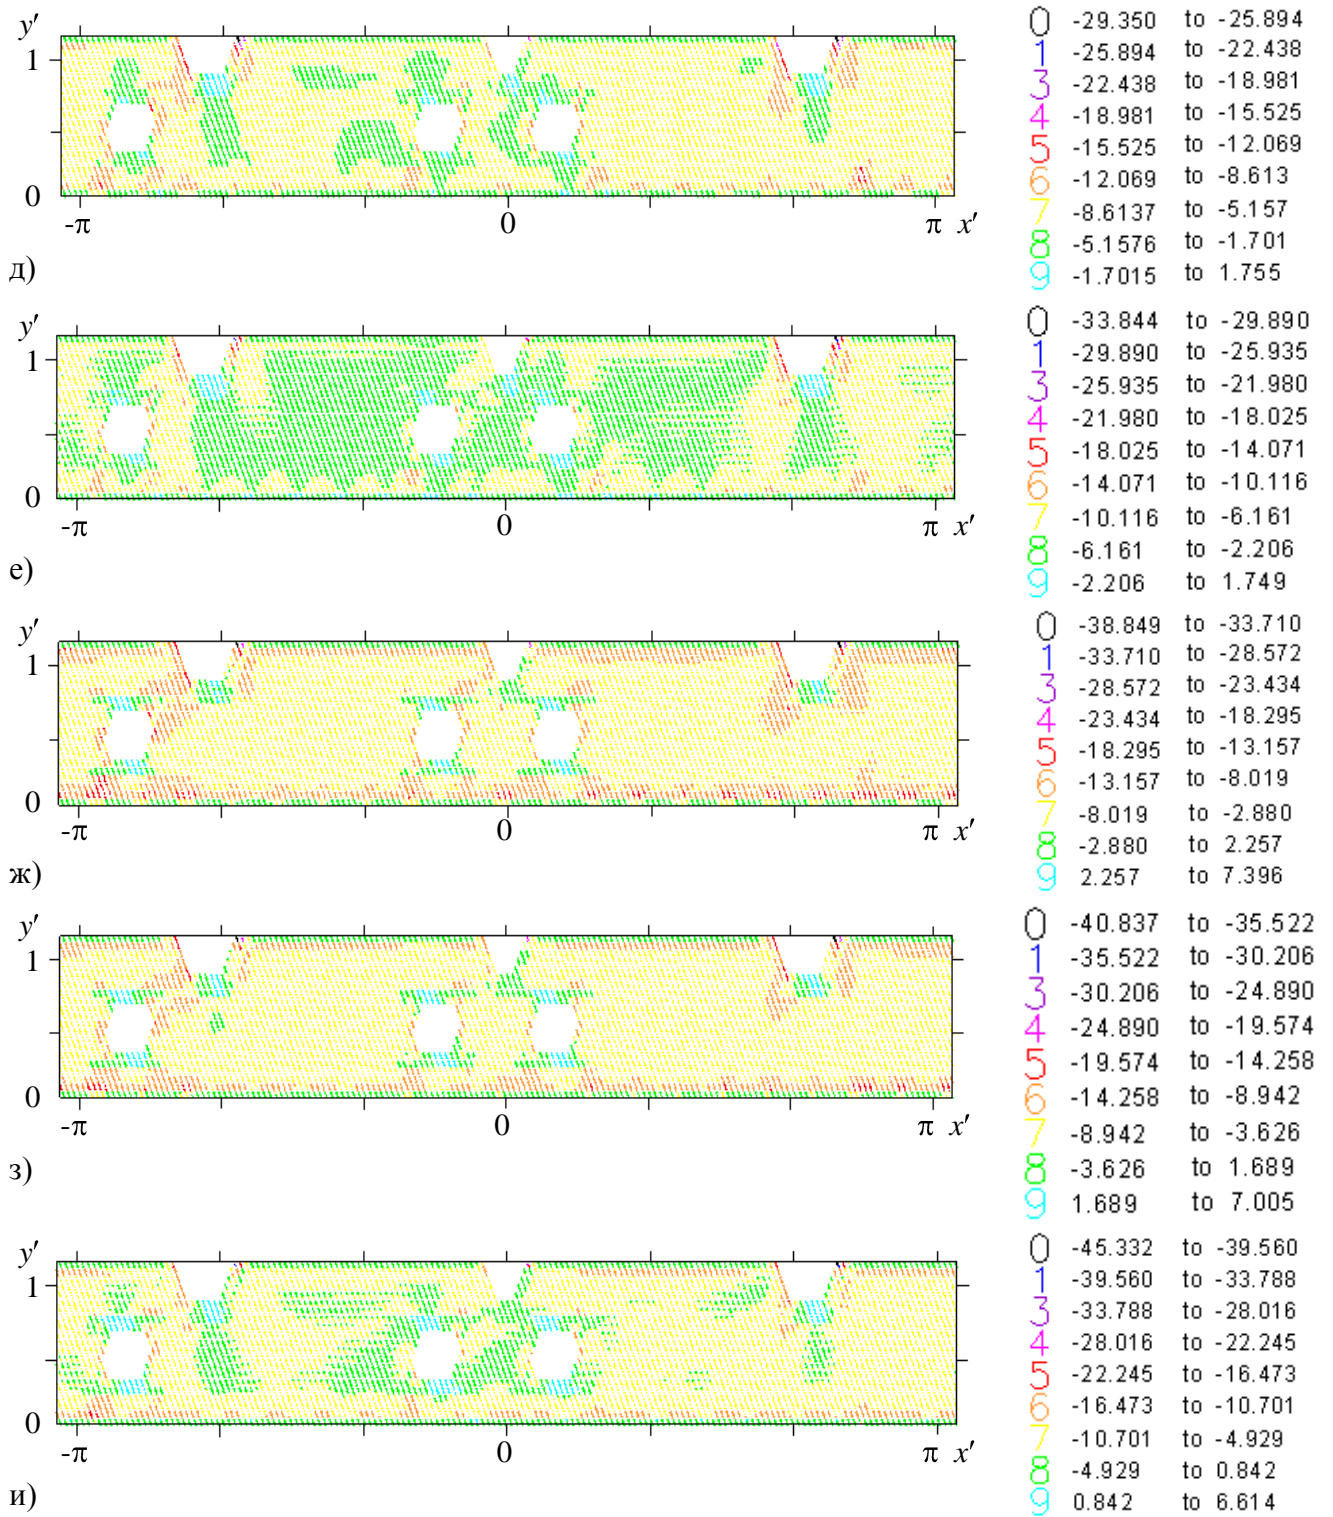 y′
1
0
-π 0 π x′
д)
0 -29.350 to -25.894
1 -25.894 to -22.438
3 -22.438 to -18.981
4 -18.981 to -15.525
5 -15.525 to -12.069
6 -12.069 to -8.613
7 -8.6137 to -5.157
8 -5.1576 to -1.701
9 -1.7015 to 1.755
y′
1
0
-π 0 π x′
е)
0 -33.844 to -29.890
1 -29.890 to -25.935
3 -25.935 to -21.980
4 -21.980 to -18.025
5 -18.025 to -14.071
6 -14.071 to -10.116
7 -10.116 to -6.161
8 -6.161 to -2.206
9 -2.206 to 1.749
y′
1
0
-π 0 π x′
ж)
0 -38.849 to -33.710
1 -33.710 to -28.572
3 -28.572 to -23.434
4 -23.434 to -18.295
5 -18.295 to -13.157
6 -13.157 to -8.019
7 -8.019 to -2.880
8 -2.880 to 2.257
9 2.257 to 7.396
y′
1
0
-π 0 π x′
з)
0 -40.837 to -35.522
1 -35.522 to -30.206
3 -30.206 to -24.890
4 -24.890 to -19.574
5 -19.574 to -14.258
6 -14.258 to -8.942
7 -8.942 to -3.626
8 -3.626 to 1.689
9 1.689 to 7.005
y′
1
0
-π 0 π x′
и)
0 -45.332 to -39.560
1 -39.560 to -33.788
3 -33.788 to -28.016
4 -28.016 to -22.245
5 -22.245 to -16.473
6 -16.473 to -10.701
7 -10.701 to -4.929
8 -4.929 to 0.842
9 0.842 to 6.614